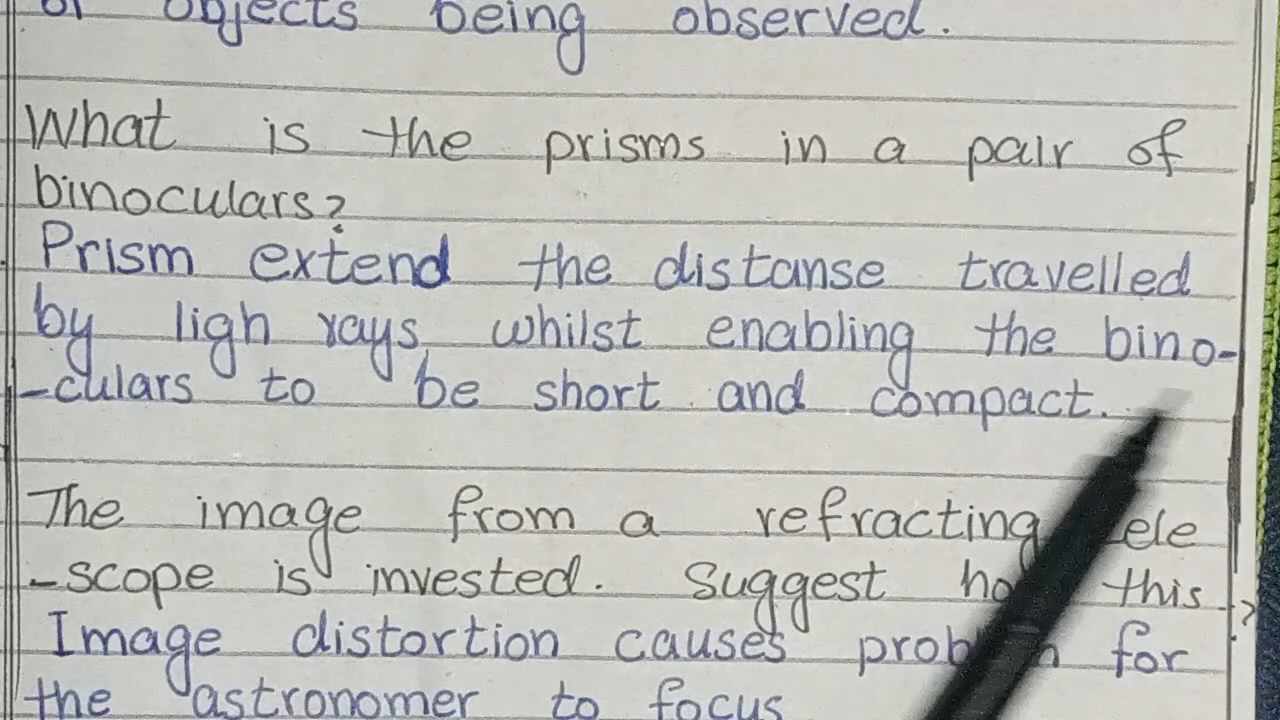 of objects being observed.
What is the prisms in a pair of
binoculars?
Prism extend the distanse travelled
by ligh rays whilst enabling the bino-
-culars to be short and compact.
The image from a refracting ele
-scope is invested. Suggest this
Image distortion causes for
the astronomer to focus